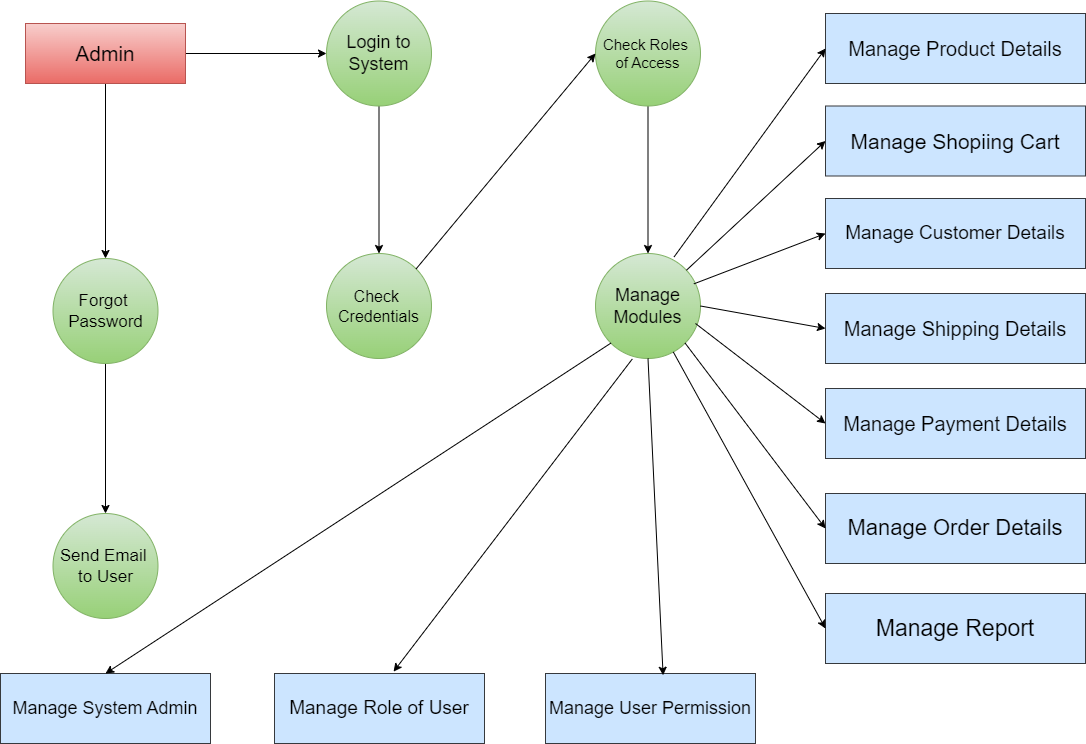 Admin
Login to
System
Check Roles
of Access
Manage Product Details
Manage Shopiing Cart
Manage Customer Details
Forgot
Password
Check
Credentials
Manage
Modules
Manage Shipping Details
Manage Payment Details
Manage Order Details
Send Email
to User
Manage Report
Manage System Admin
Manage Role of User
Manage User Permission